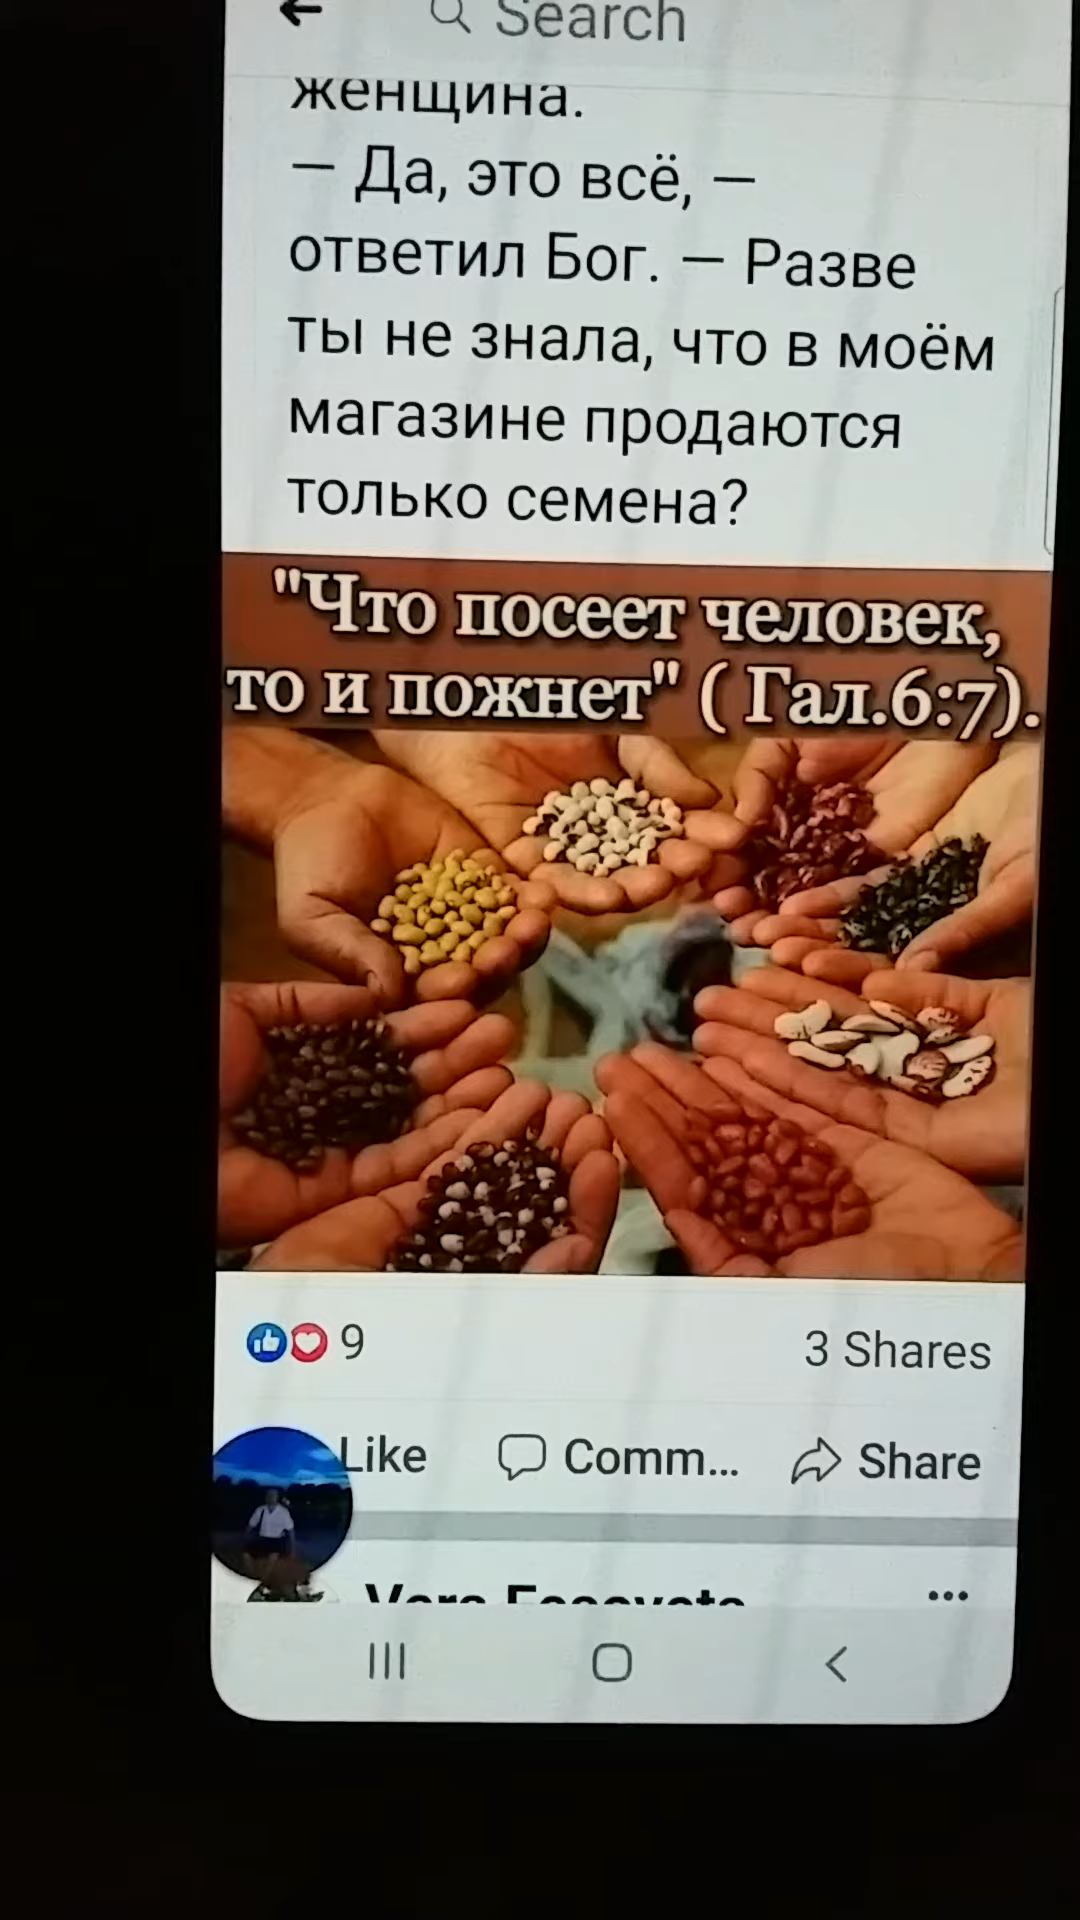 Search
женщина.
— Да, это всё, —
ответил Бог. — Разве
ты не знала, что в моём
магазине продаются
только семена?
"Что посеет человек,
то и пожнет" ( Гал.6:7).
9
3 Shares
Like
Comm...
Share